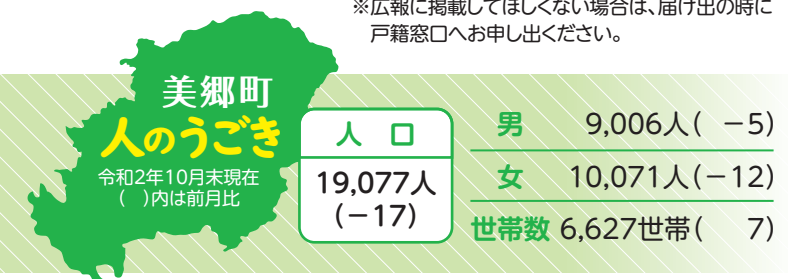 ※広報に掲載してほしくない場合は、届け出の時に
戸籍窓口へお申し出ください。
美郷町
人のうごき
令和2年10月末現在
(　)内は前月比
人　口
19,077人
(－17)
男　9,006人(　－5)
女　10,071人(－12)
世帯数 6,627世帯(　7)